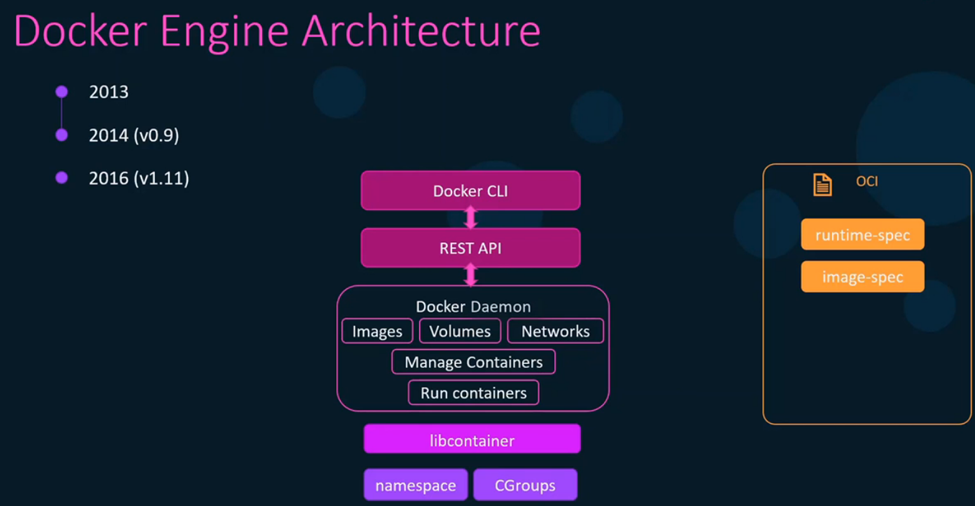 Docker Engine Architecture
2013
2014 (v0.9)
2016 (v1.11)
Docker CLI
REST API
Docker Daemon
Images Volumes Networks
Manage Containers
Run containers
libcontainer
namespace CGroups
OCI
runtime-spec
image-spec